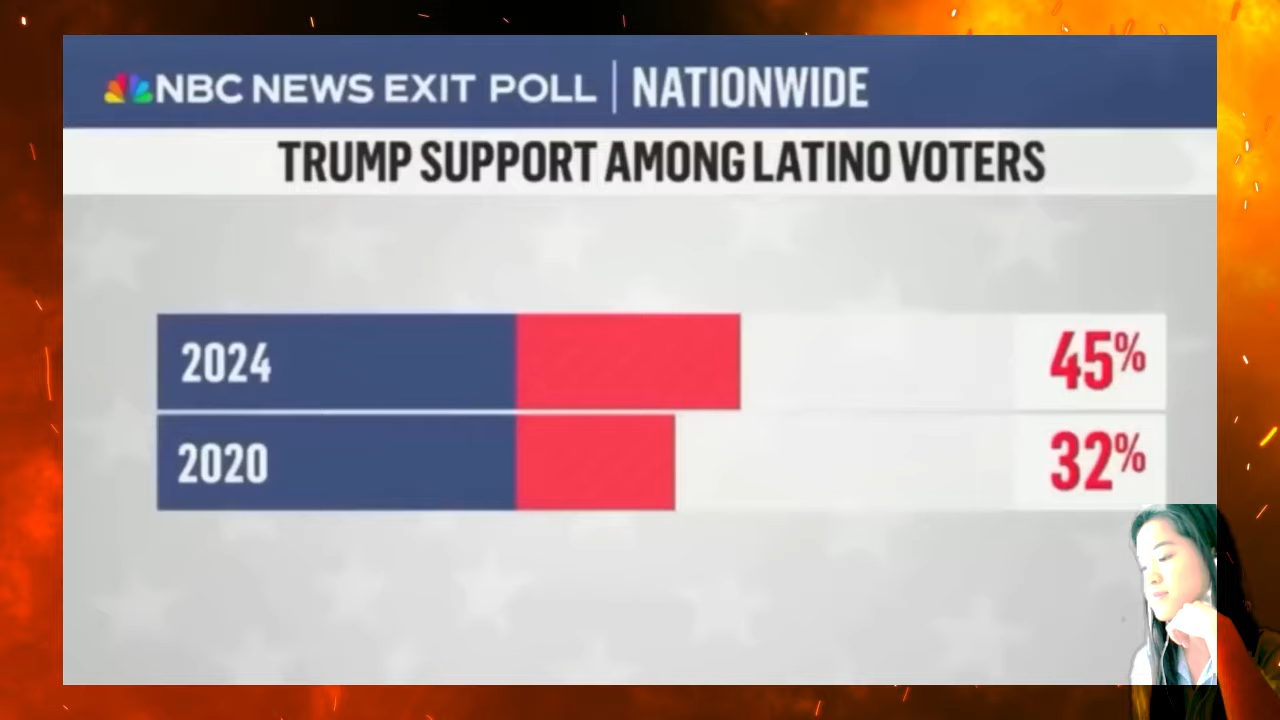 NBC NEWS EXIT POLL | NATIONWIDE
TRUMP SUPPORT AMONG LATINO VOTERS
2024 45%
2020 32%